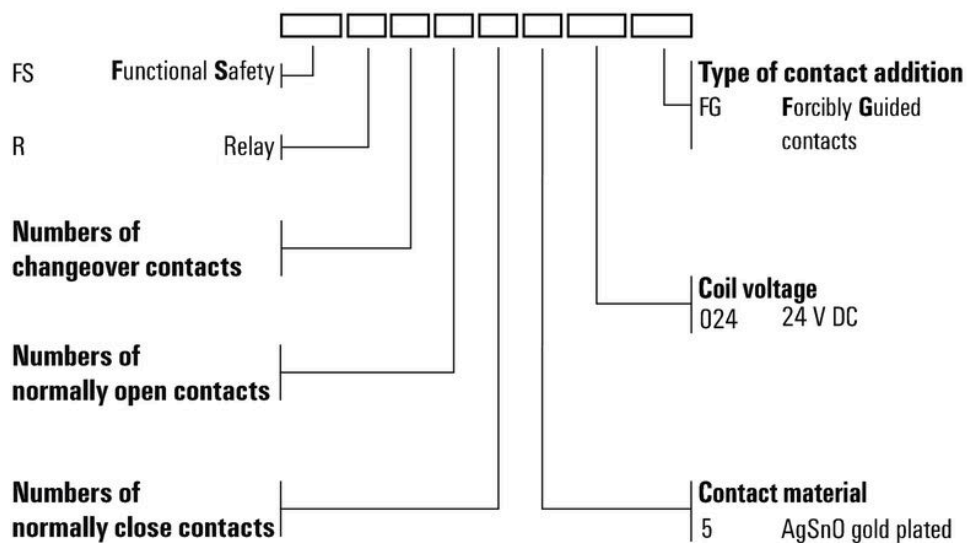 FS Functional Safety
R Relay
Numbers of
changeover contacts
Numbers of
normally open contacts
Numbers of
normally close contacts
Type of contact addition
FG Forcibly Guided
contacts
Coil voltage
024 24 V DC
Contact material
5 AgSnO gold plated